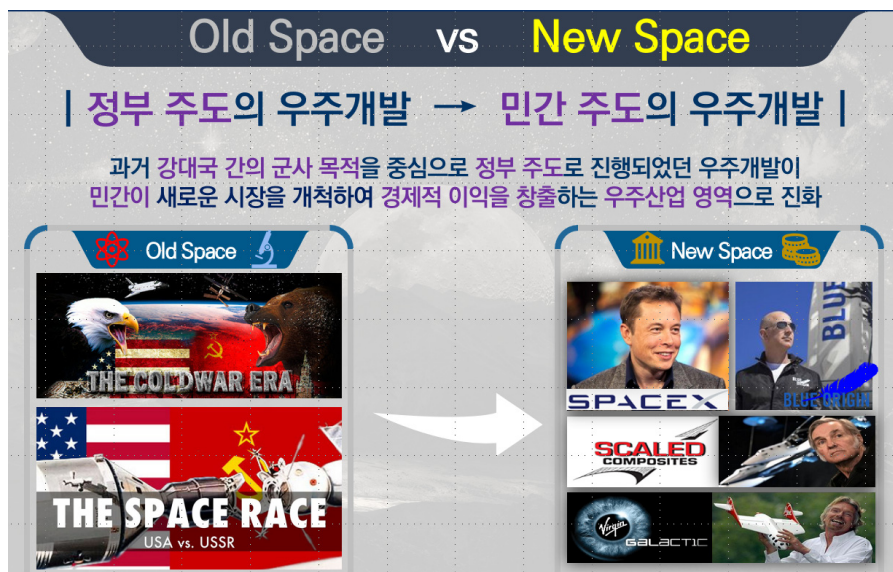 Old Space vs New Space
| 정부 주도의 우주개발 → 민간 주도의 우주개발 |
과거 강대국 간의 군사 목적을 중심으로 정부 주도로 진행되었던 우주개발이
민간이 새로운 시장을 개척하여 경제적 이익을 창출하는 우주산업 영역으로 진화
Old Space
THE COLDWAR ERA
THE SPACE RACE
USA vs. USSR
New Space
SPACEX
BLUE
BLUE ORIGIN
SCALED
COMPOSITES
Virgin
GALACTIC